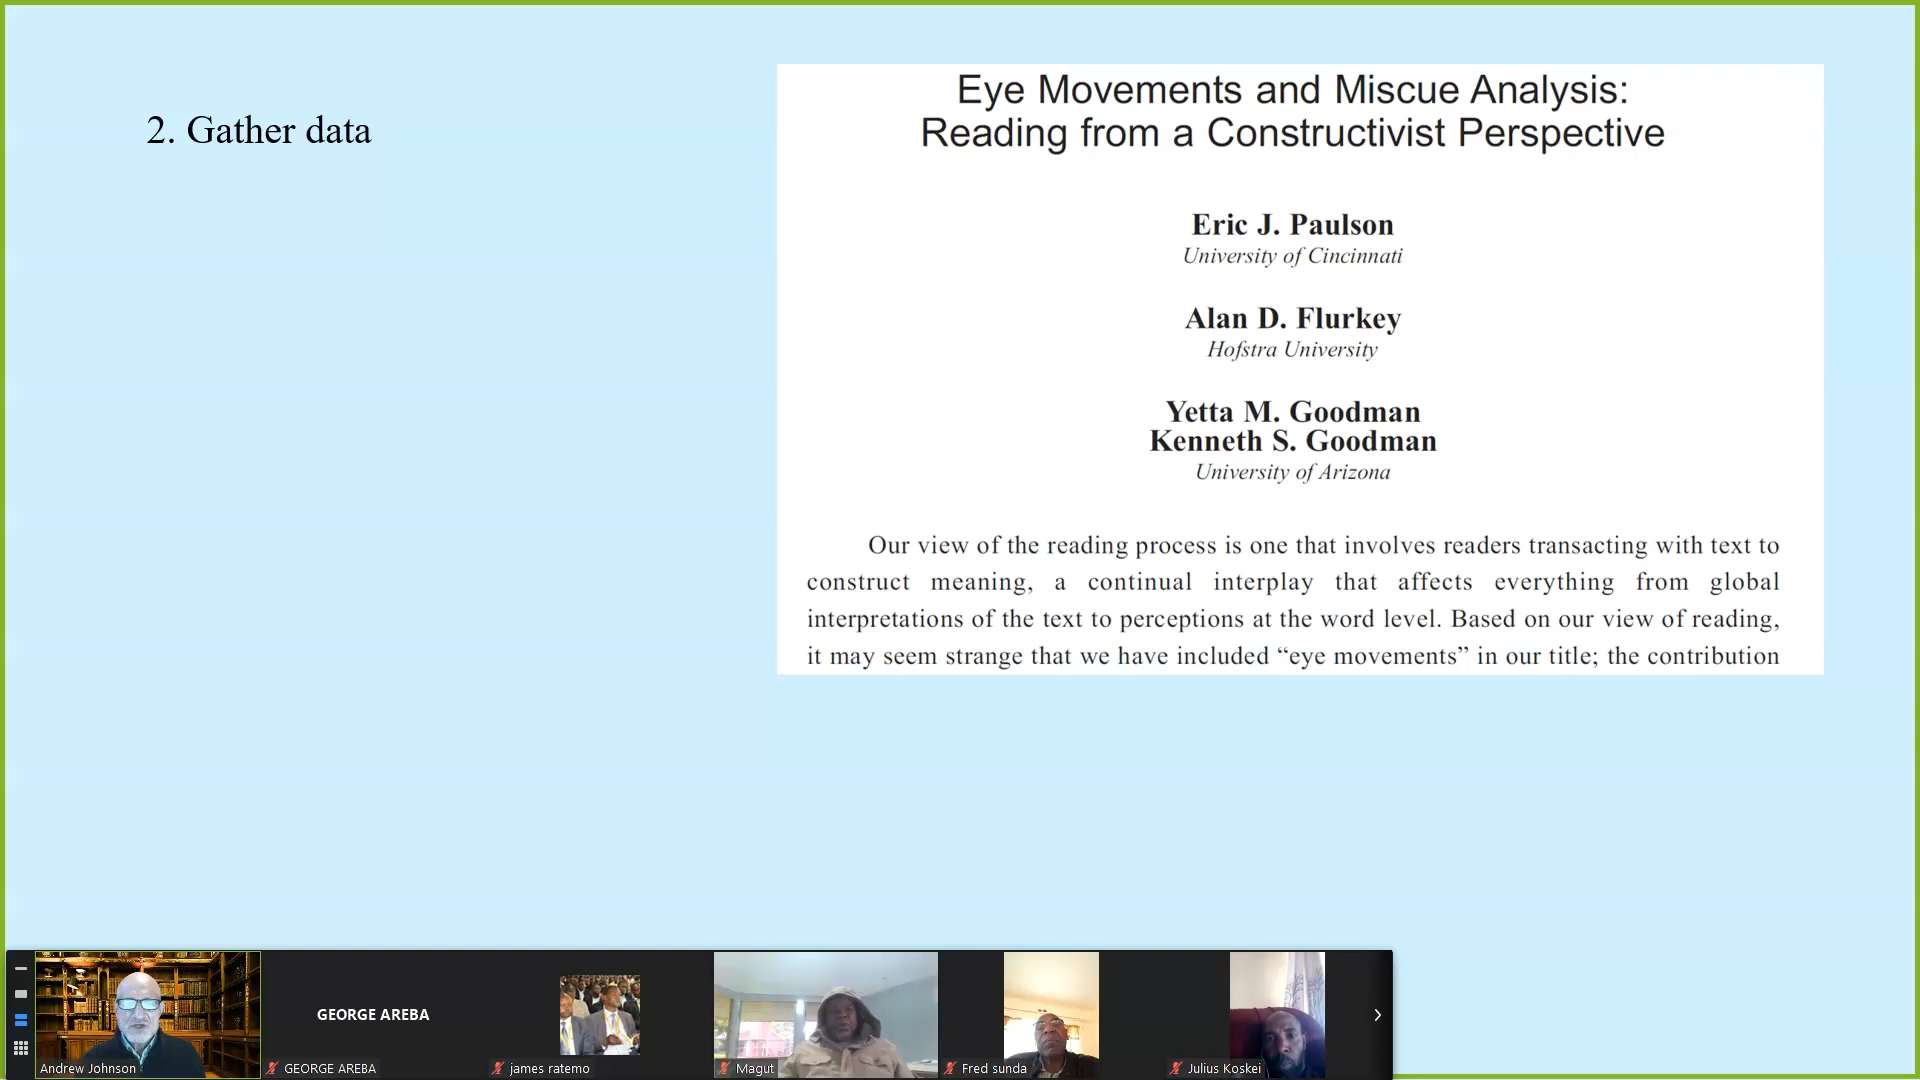 2. Gather data
Eye Movements and Miscue Analysis:
Reading from a Constructivist Perspective
Eric J. Paulson
University of Cincinnati
Alan D. Flurkey
Hofstra University
Yetta M. Goodman
Kenneth S. Goodman
University of Arizona
Our view of the reading process is one that involves readers transacting with text to
construct meaning, a continual interplay that affects everything from global
interpretations of the text to perceptions at the word level. Based on our view of reading,
it may seem strange that we have included “eye movements” in our title; the contribution
GEORGE AREBA
Andrew Johnson
GEORGE AREBA
james ratemo
Magut
Fred sunda
Julius Koskei